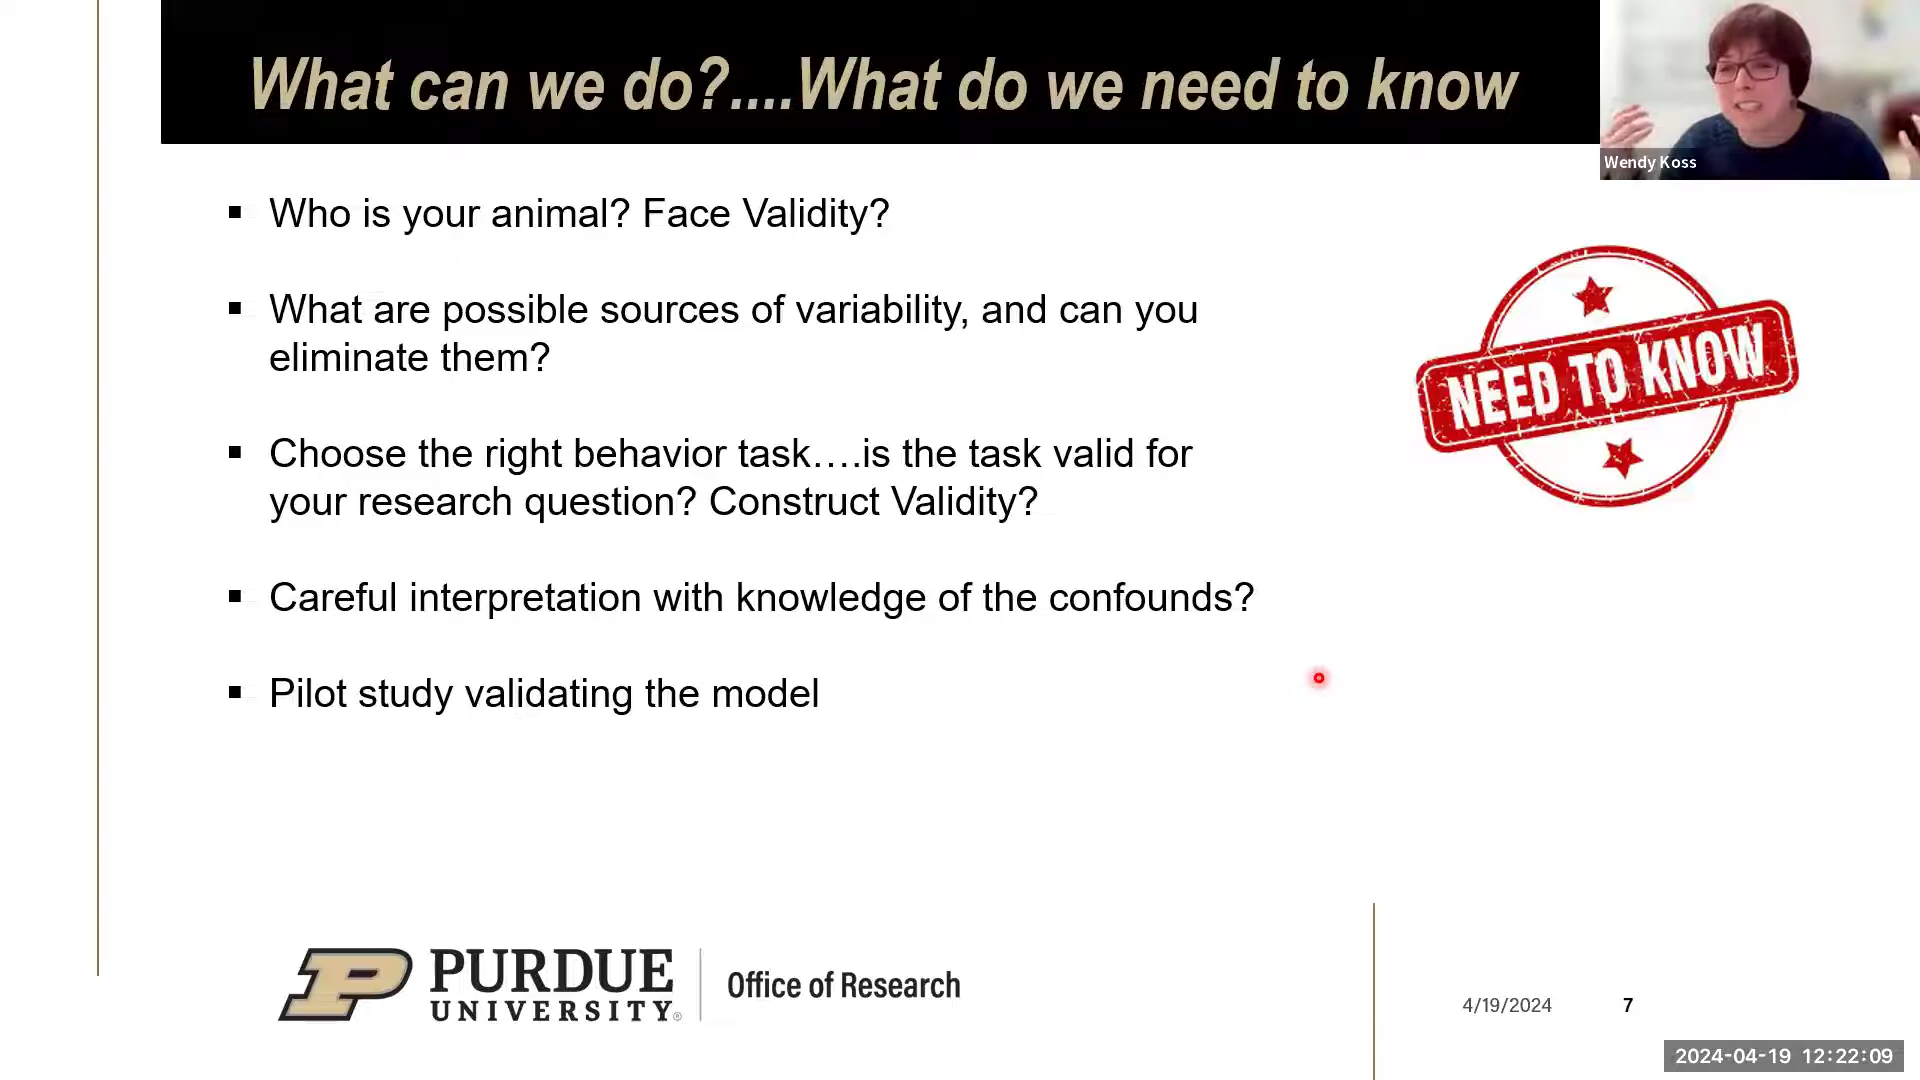 What can we do?....What do we need to know
Wendy Koss
▪ Who is your animal? Face Validity?
▪ What are possible sources of variability, and can you
eliminate them?
▪ Choose the right behavior task….is the task valid for
your research question? Construct Validity?
▪ Careful interpretation with knowledge of the confounds?
▪ Pilot study validating the model
NEED TO KNOW
P PURDUE
UNIVERSITY®
Office of Research
4/19/2024 7
2024-04-19 12:22:09